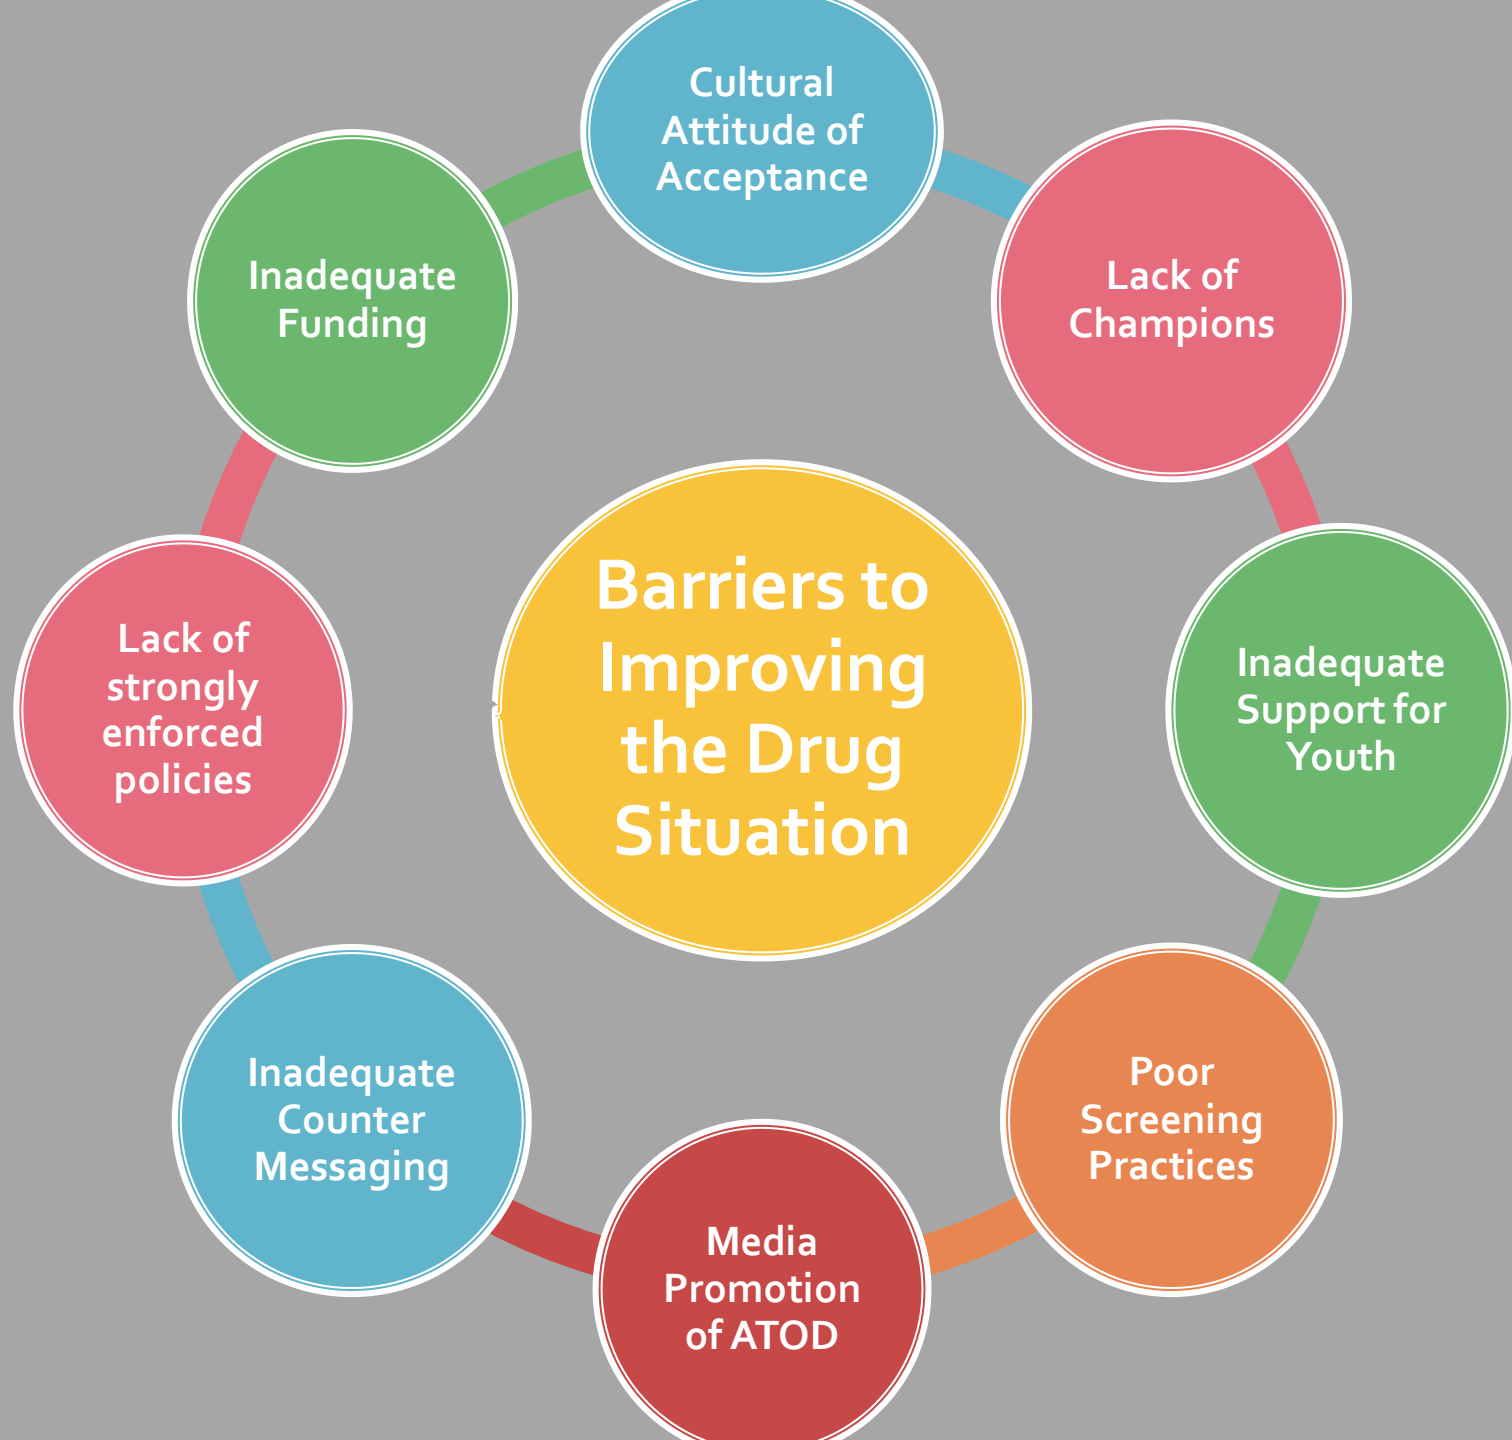 Cultural
Attitude of
Acceptance
Lack of
Champions
Inadequate
Support for
Youth
Poor
Screening
Practices
Media
Promotion
of ATOD
Inadequate
Counter
Messaging
Lack of
strongly
enforced
policies
Inadequate
Funding
Barriers to
Improving
the Drug
Situation